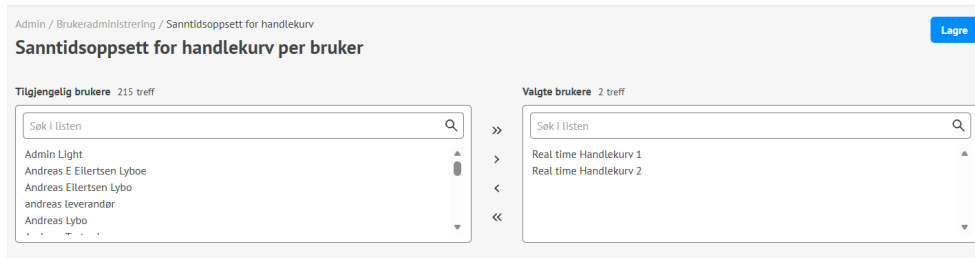 Admin / Brukeradministrering / Sanntidsoppsett for handlekurv
Sanntidsoppsett for handlekurv per bruker
Lagre
Tilgjengelig brukere 215 treff
Søk i listen
Admin Light
Andreas E Eilertsen Lyboe
Andreas Eilertsen Lybo
andreas leverandør
Andreas Lybo
Valgte brukere 2 treff
Søk i listen
Real time Handlekurv 1
Real time Handlekurv 2